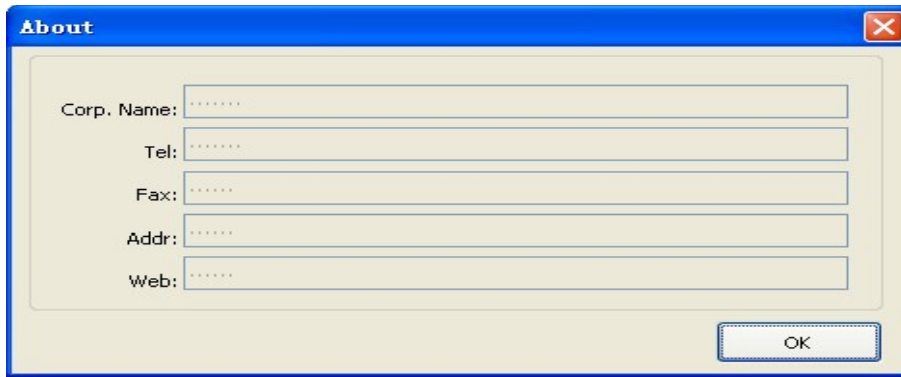 About
Corp. Name: .......
Tel: .......
Fax: ......
Addr: ......
Web: ......
OK